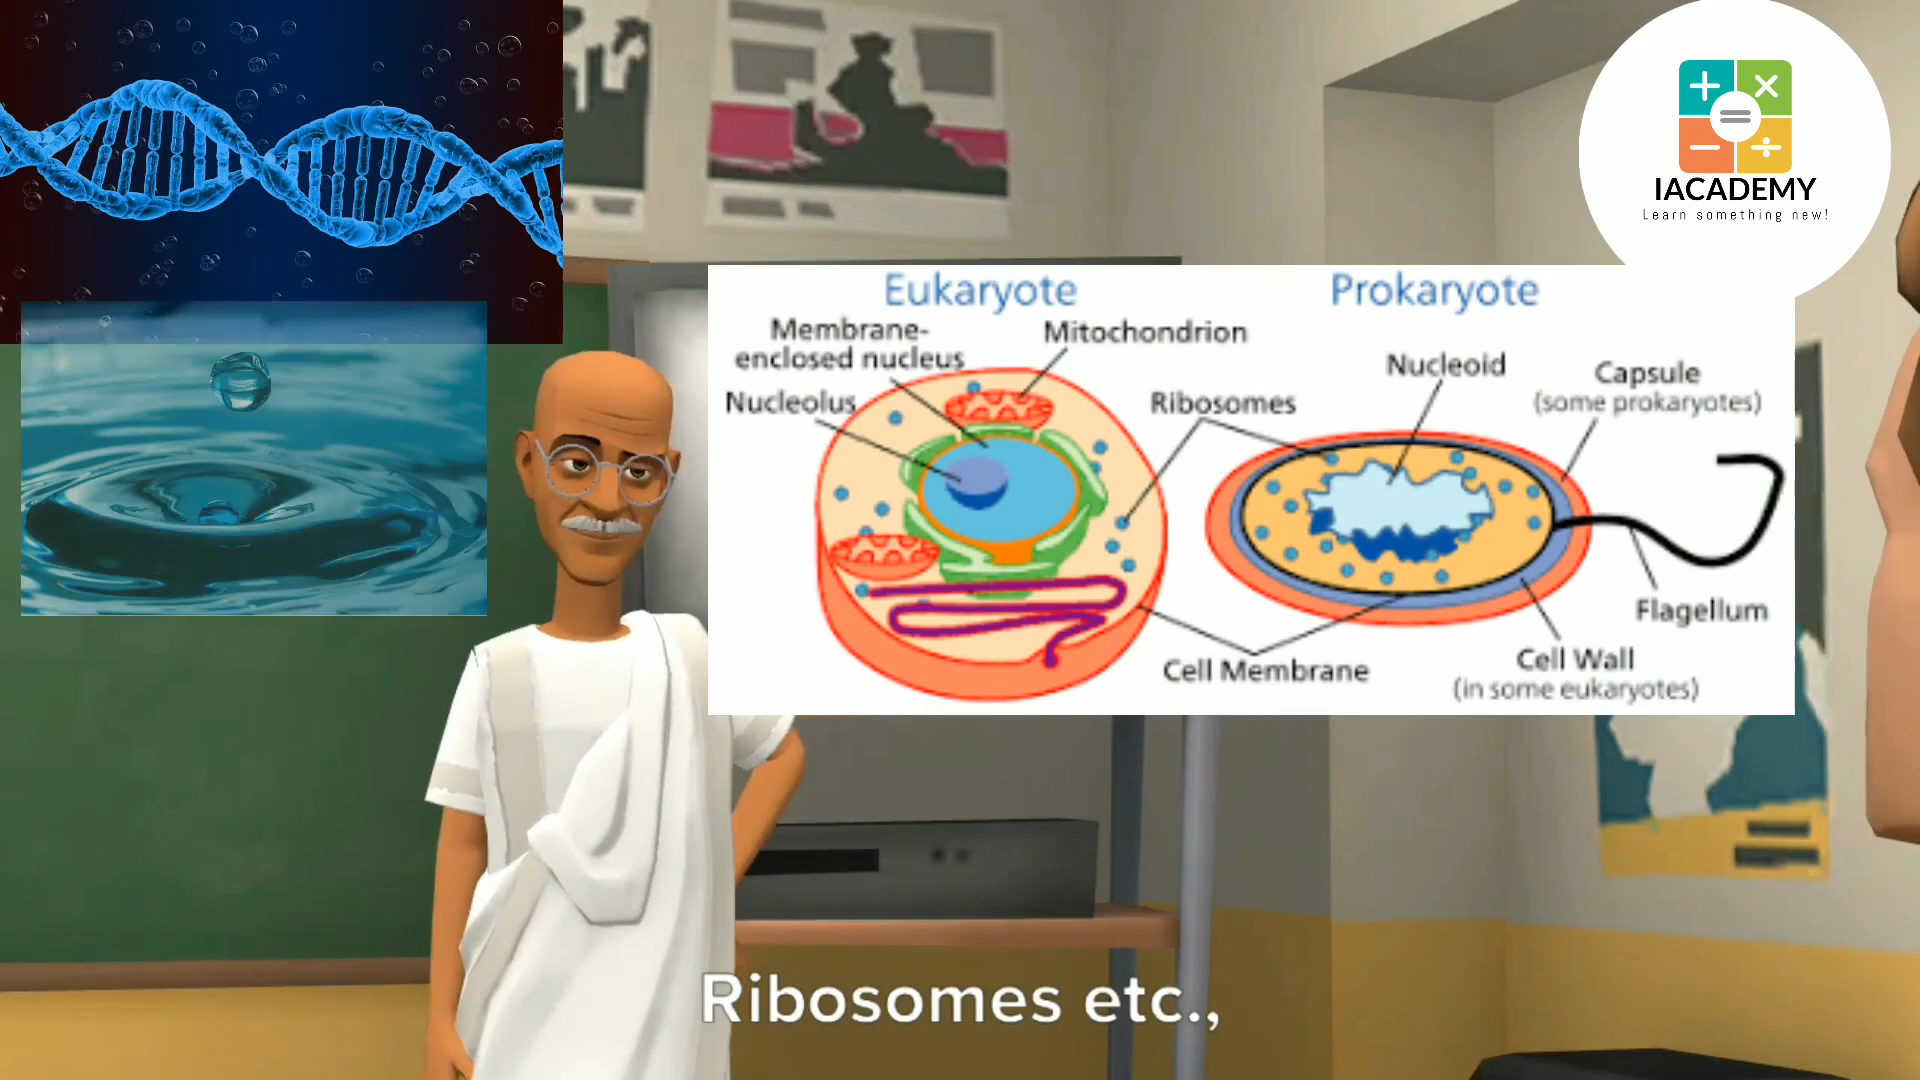 IACADEMY
Learn something new!
Eukaryote
Prokaryote
Membrane-
enclosed nucleus
Mitochondrion
Nucleolus
Ribosomes
Nucleoid
Capsule
(some prokaryotes)
Flagellum
Cell Membrane
Cell Wall
(in some eukaryotes)
Ribosomes etc.,